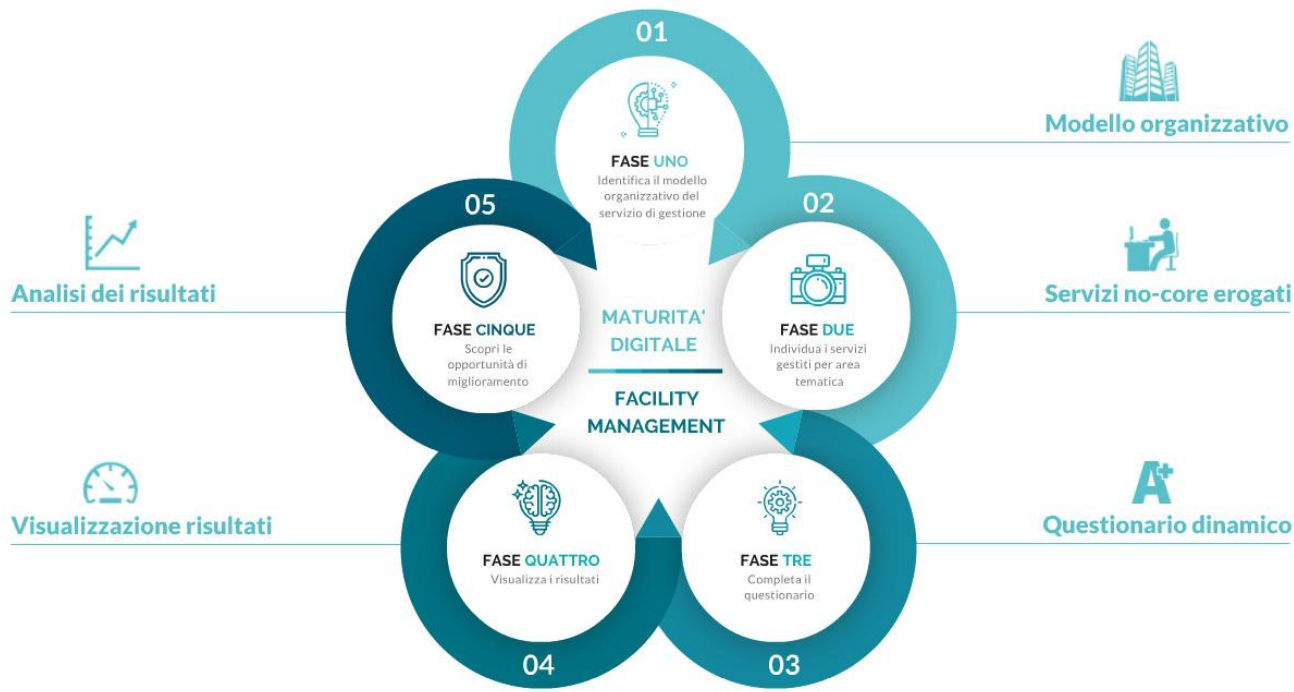 01
FASE UNO
Identifica il modello
organizzativo del
servizio di gestione
Modello organizzativo
02
FASE DUE
Individua i servizi
gestiti per area
tematica
Servizi no-core erogati
03
FASE TRE
Completa il
questionario
Questionario dinamico
A+
04
FASE QUATTRO
Visualizza i risultati
Visualizzazione risultati
05
FASE CINQUE
Scopri le
opportunità di
miglioramento
Analisi dei risultati
MATURITA'
DIGITALE
FACILITY
MANAGEMENT